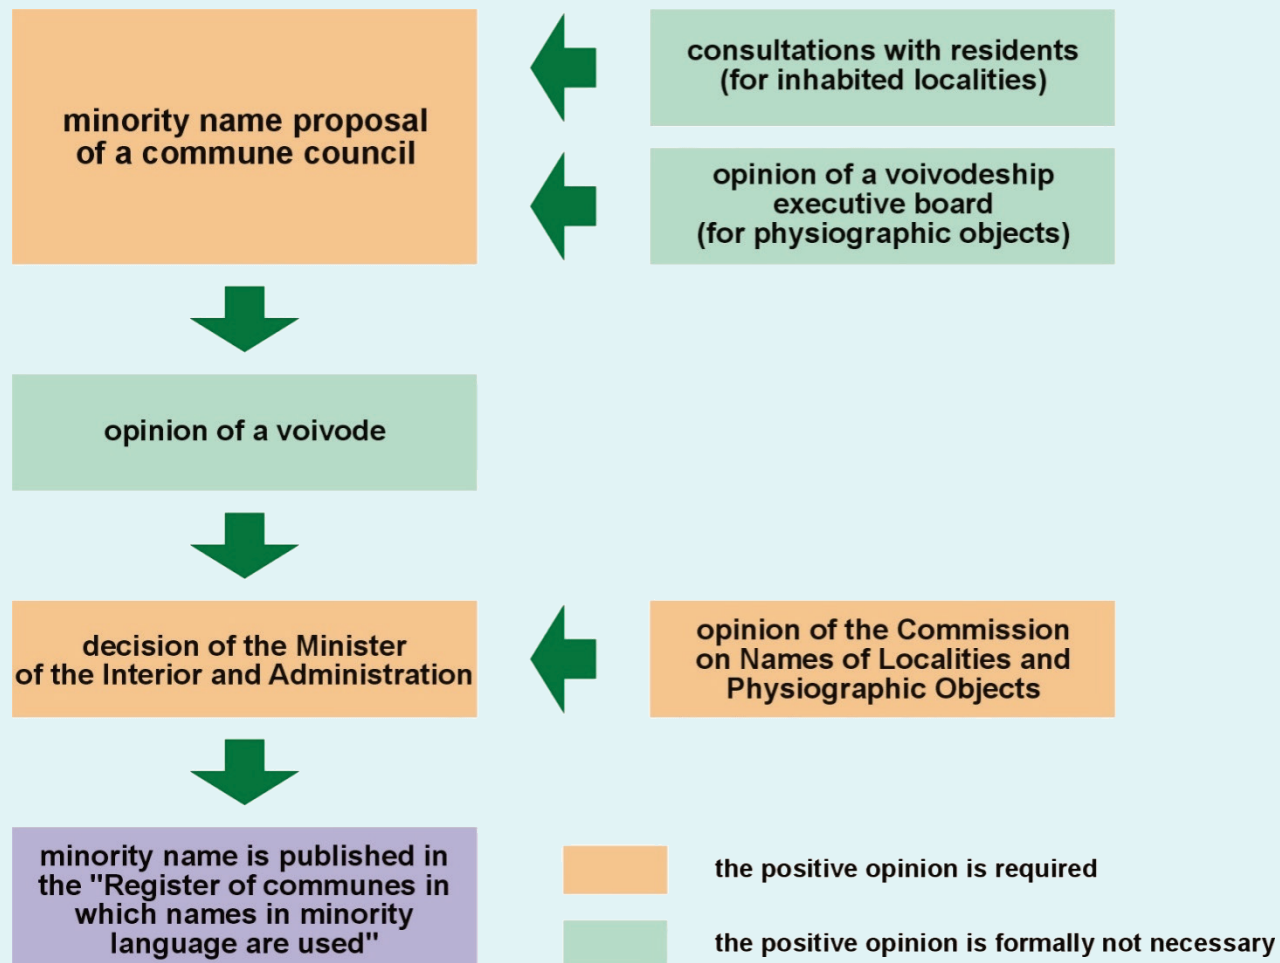 minority name proposal
of a commune council
consultations with residents
(for inhabited localities)
opinion of a voivodeship
executive board
(for physiographic objects)
opinion of a voivode
decision of the Minister
of the Interior and Administration
opinion of the Commission
on Names of Localities and
Physiographic Objects
minority name is published in
the "Register of communes in
which names in minority
language are used"
the positive opinion is required
the positive opinion is formally not necessary